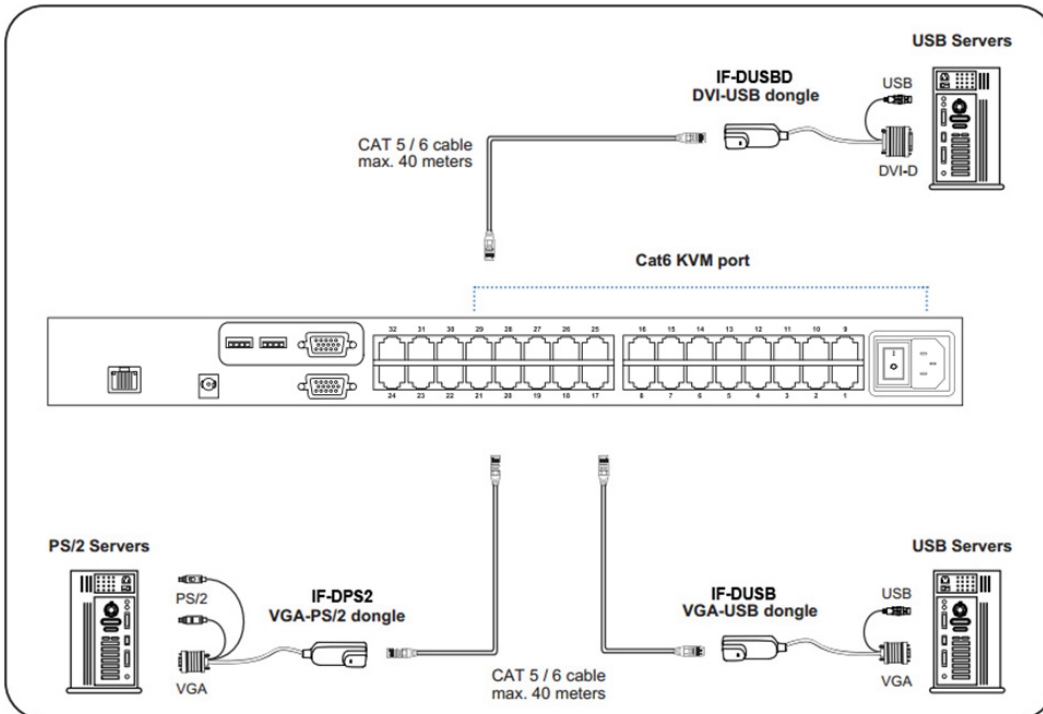 USB Servers
IF-DUSBD
DVI-USB dongle
USB
CAT 5 / 6 cable
max. 40 meters
DVI-D
Cat6 KVM port
32 31 30 29 28 27 26 25 16 15 14 13 12 11 10 9
24 23 22 21 20 19 18 17 8 7 6 5 4 3 2 1
PS/2 Servers
USB Servers
PS/2
IF-DPS2
VGA-PS/2 dongle
IF-DUSB
VGA-USB dongle
USB
VGA
CAT 5 / 6 cable
max. 40 meters
VGA